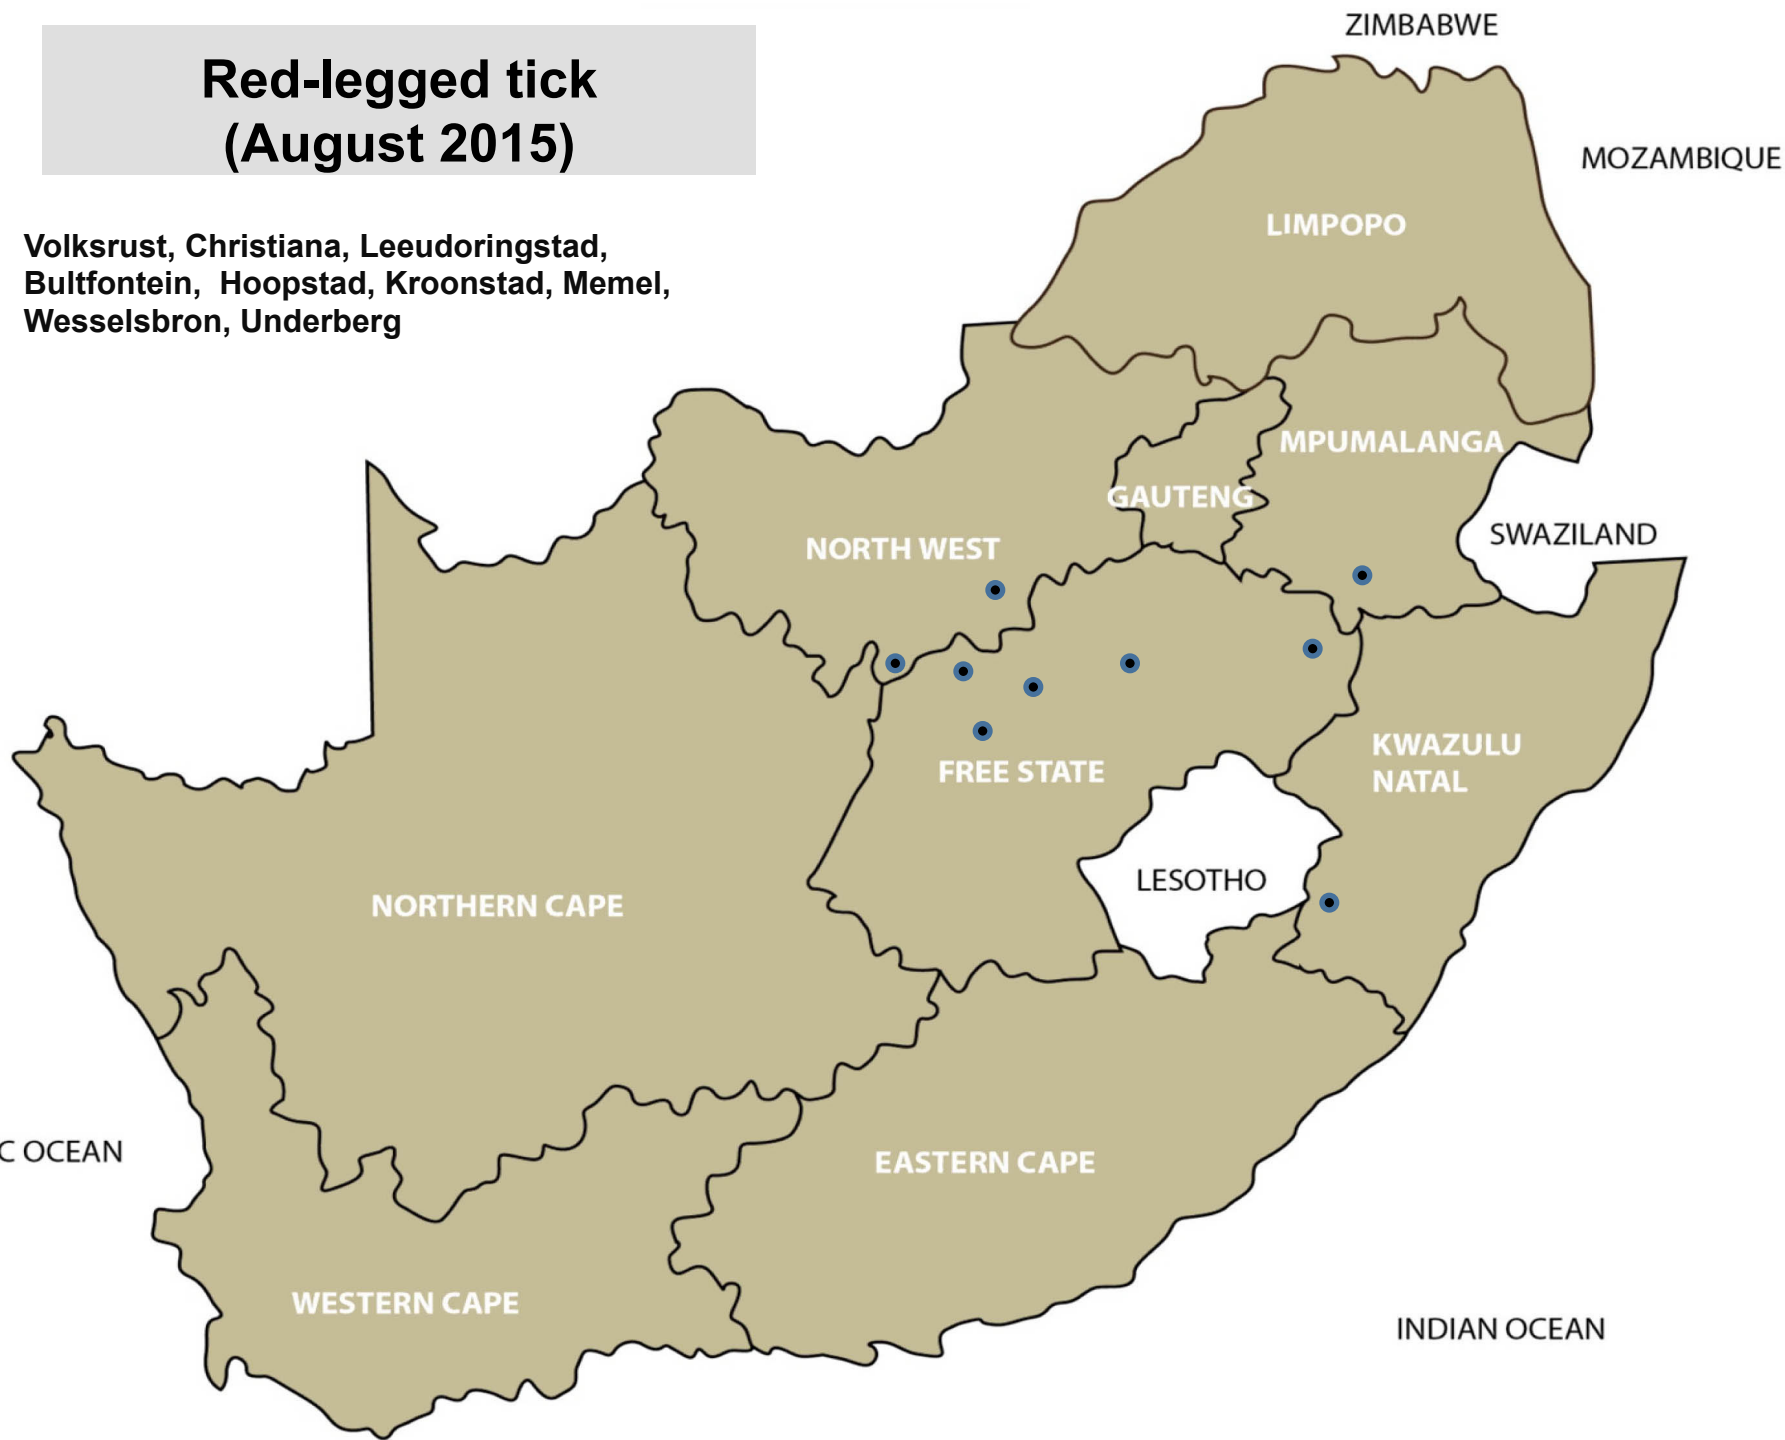 Red-legged tick
(August 2015)
Volksrust, Christiana, Leeudoringstad,
Bultfontein, Hoopstad, Kroonstad, Memel,
Wesselsbron, Underberg
ZIMBABWE
MOZAMBIQUE
LIMPOPO
MPUMALANGA
GAUTENG
SWAZILAND
NORTH WEST
KWAZULU
NATAL
FREE STATE
LESOTHO
NORTHERN CAPE
C OCEAN
EASTERN CAPE
WESTERN CAPE
INDIAN OCEAN